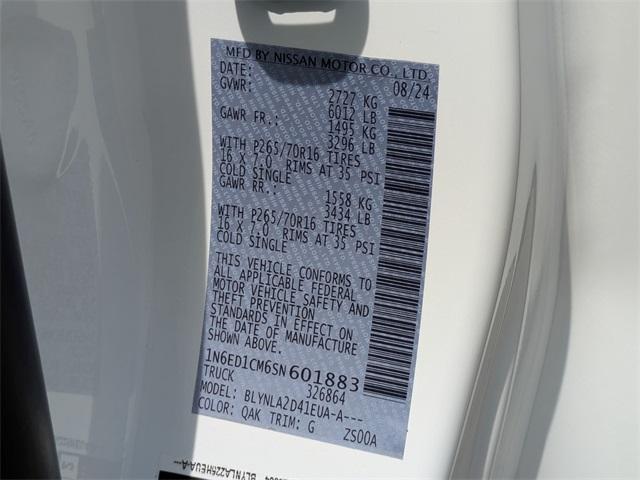 MFD BY NISSAN MOTOR CO., LTD.
DATE: 08/24
GVWR: 2727 KG
6012 LB
GAWR FR.: 1495 KG
3296 LB
WITH P265/70R16 TIRES
16 X 7.0 RIMS AT 35 PSI
COLD SINGLE
GAWR RR.: 1558 KG
3434 LB
WITH P265/70R16 TIRES
16 X 7.0 RIMS AT 35 PSI
COLD SINGLE
THIS VEHICLE CONFORMS TO
ALL APPLICABLE FEDERAL
MOTOR VEHICLE SAFETY AND
THEFT PREVENTION
STANDARDS IN EFFECT ON
THE DATE OF MANUFACTURE
SHOWN ABOVE.
1N6ED1CM6SN601883
TRUCK 326864
MODEL: BLYNLA2D41EUA-A---
COLOR: QAK TRIM: G ZS00A